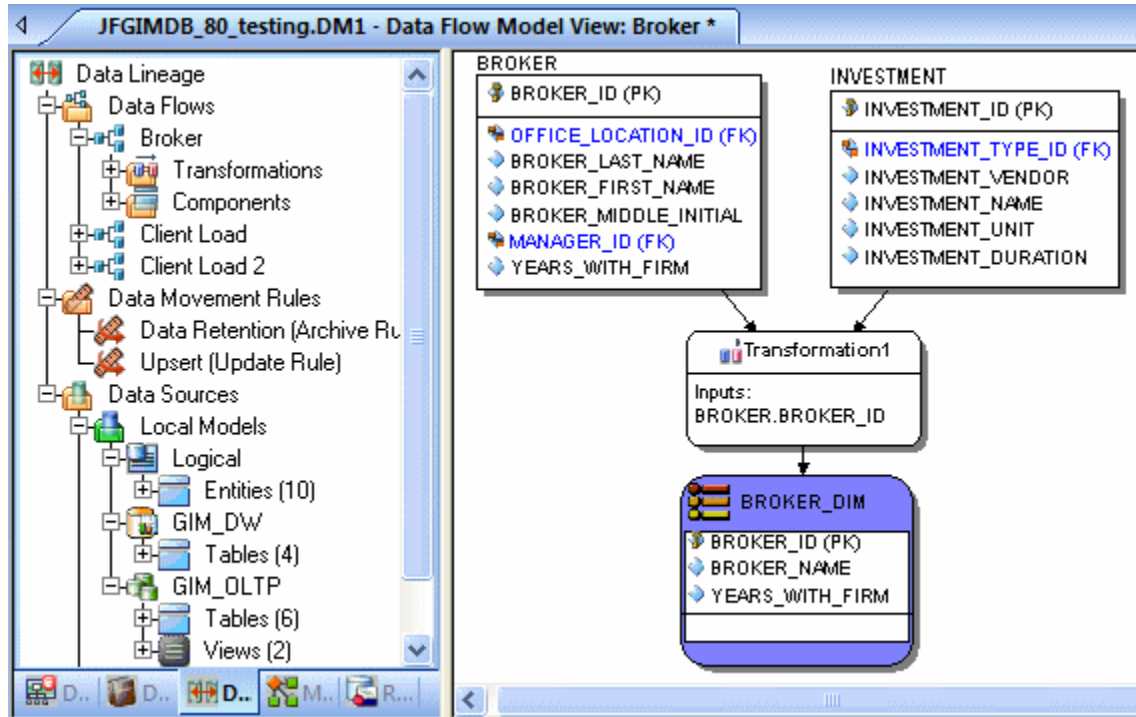 JFGIMDB_80_testing.DM1 - Data Flow Model View: Broker *
Data Lineage
Data Flows
Broker
Transformations
Components
Client Load
Client Load 2
Data Movement Rules
Data Retention (Archive Ru
Upsert (Update Rule)
Data Sources
Local Models
Logical
Entities (10)
GIM_DW
Tables (4)
GIM_OLTP
Tables (6)
Views (2)
D..
D..
D..
M..
R...
BROKER
BROKER_ID (PK)
OFFICE_LOCATION_ID (FK)
BROKER_LAST_NAME
BROKER_FIRST_NAME
BROKER_MIDDLE_INITIAL
MANAGER_ID (FK)
YEARS_WITH_FIRM
INVESTMENT
INVESTMENT_ID (PK)
INVESTMENT_TYPE_ID (FK)
INVESTMENT_VENDOR
INVESTMENT_NAME
INVESTMENT_UNIT
INVESTMENT_DURATION
Transformation1
Inputs:
BROKER.BROKER_ID
BROKER_DIM
BROKER_ID (PK)
BROKER_NAME
YEARS_WITH_FIRM